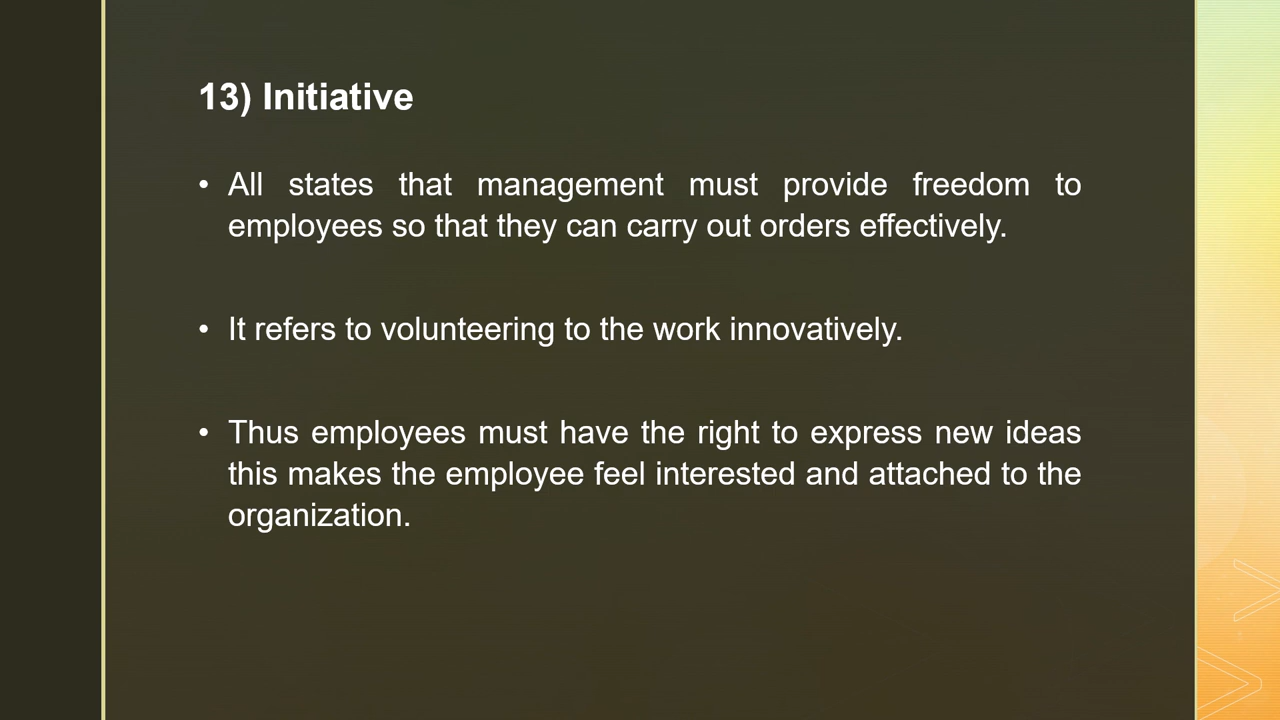 13) Initiative
• All states that management must provide freedom to
employees so that they can carry out orders effectively.
• It refers to volunteering to the work innovatively.
• Thus employees must have the right to express new ideas
this makes the employee feel interested and attached to the
organization.